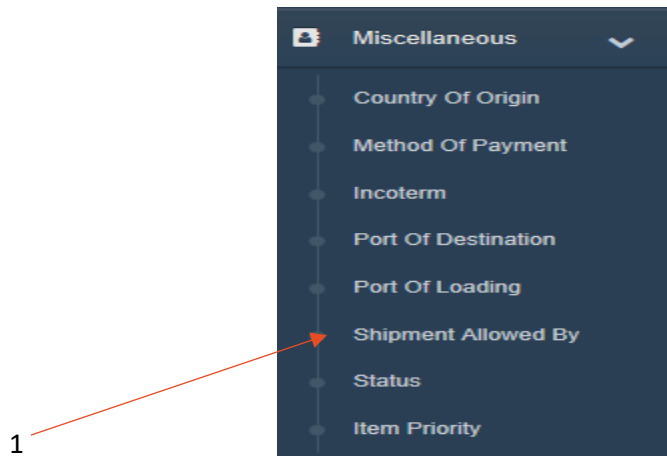 Miscellaneous
Country Of Origin
Method Of Payment
Incoterm
Port Of Destination
Port Of Loading
Shipment Allowed By
Status
Item Priority
1